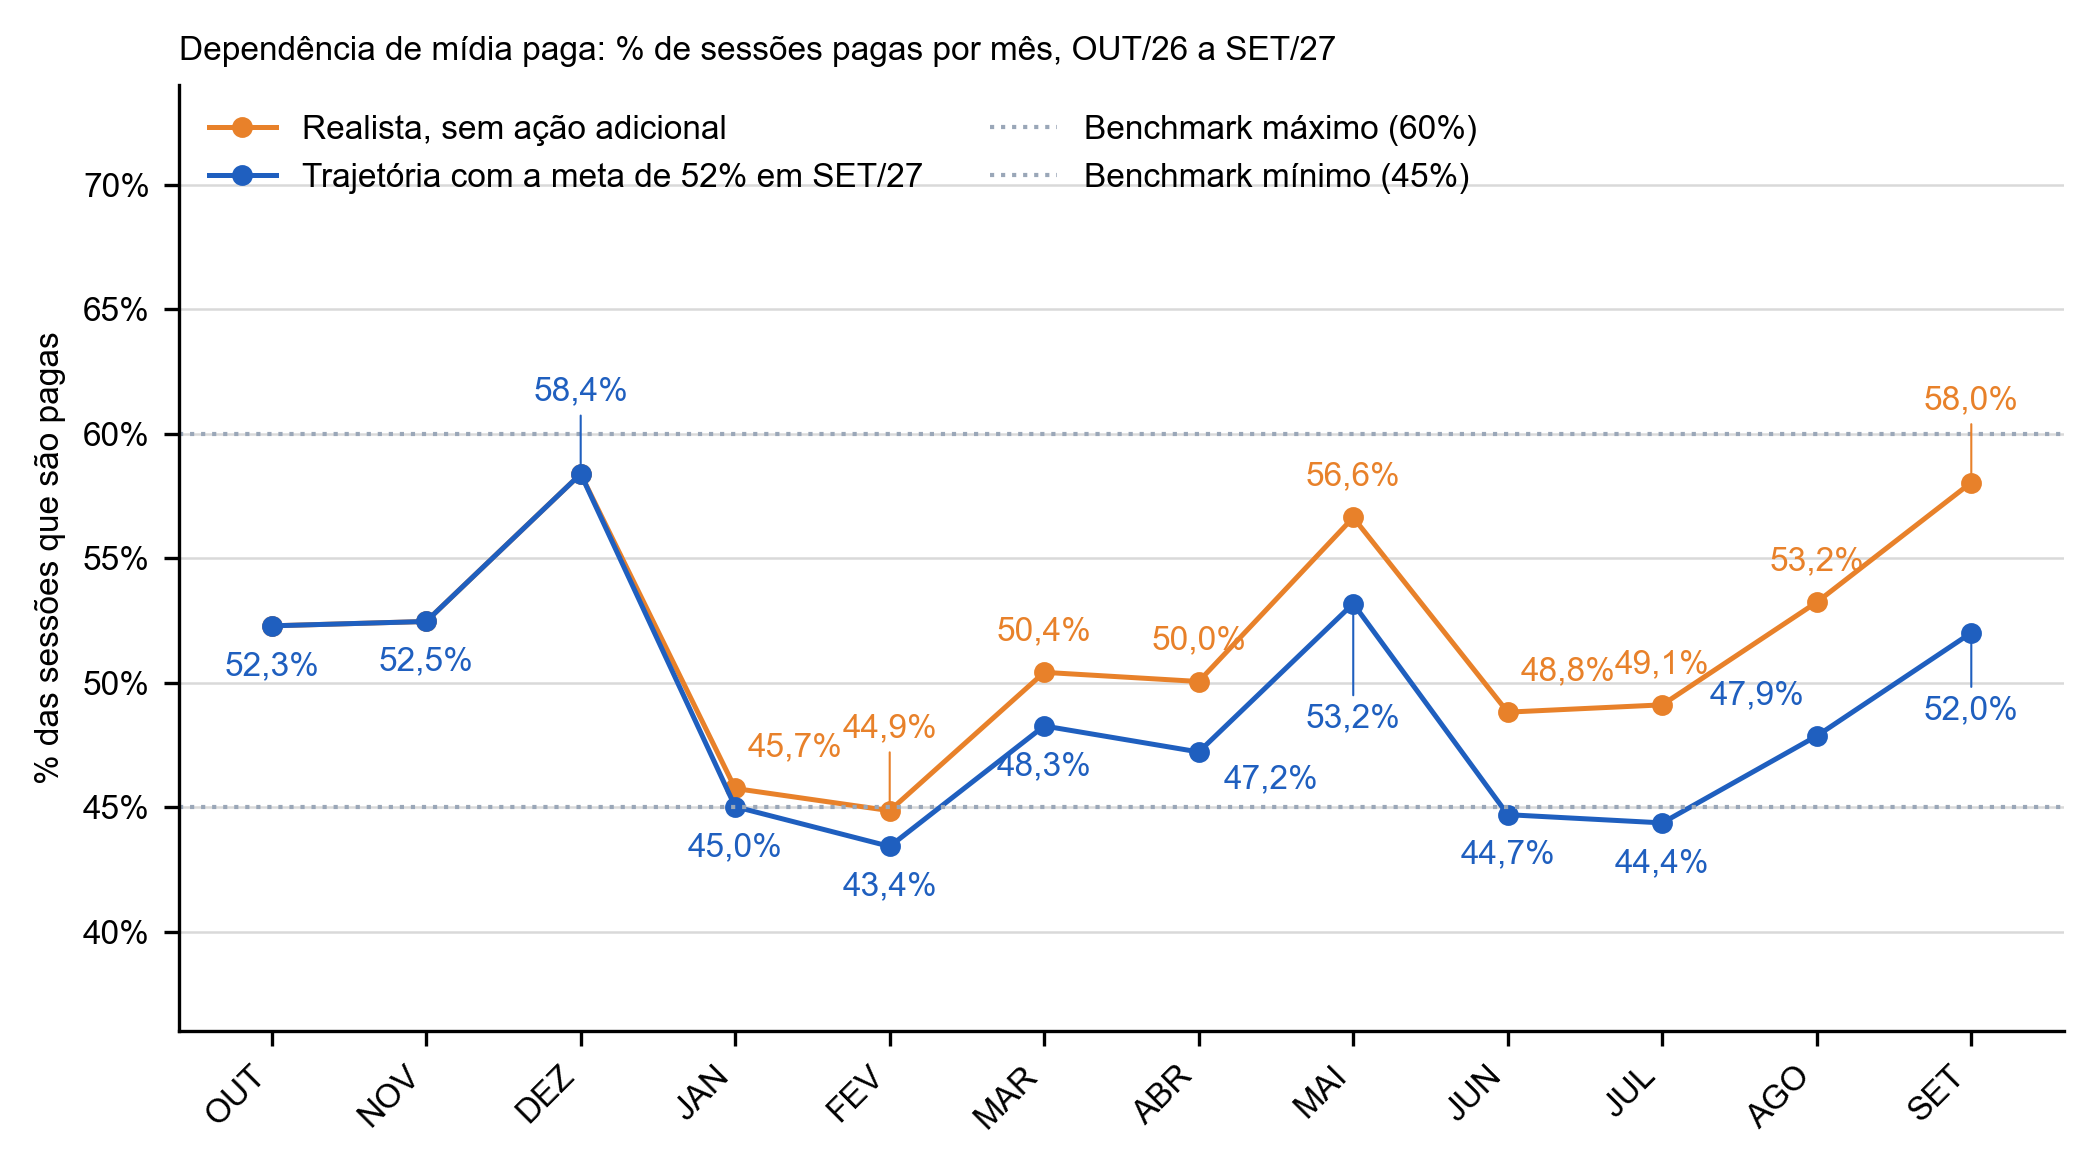 Dependência de mídia paga: % de sessões pagas por mês, OUT/26 a SET/27
Realista, sem ação adicional
Trajetória com a meta de 52% em SET/27
Benchmark máximo (60%)
Benchmark mínimo (45%)
% das sessões que são pagas
70%
65%
60%
55%
50%
45%
40%
52,3%
52,5%
58,4%
45,7%
45,0%
44,9%
43,4%
50,4%
48,3%
50,0%
47,2%
56,6%
53,2%
48,8%
44,7%
49,1%
44,4%
53,2%
47,9%
58,0%
52,0%
OUT
NOV
DEZ
JAN
FEV
MAR
ABR
MAI
JUN
JUL
AGO
SET